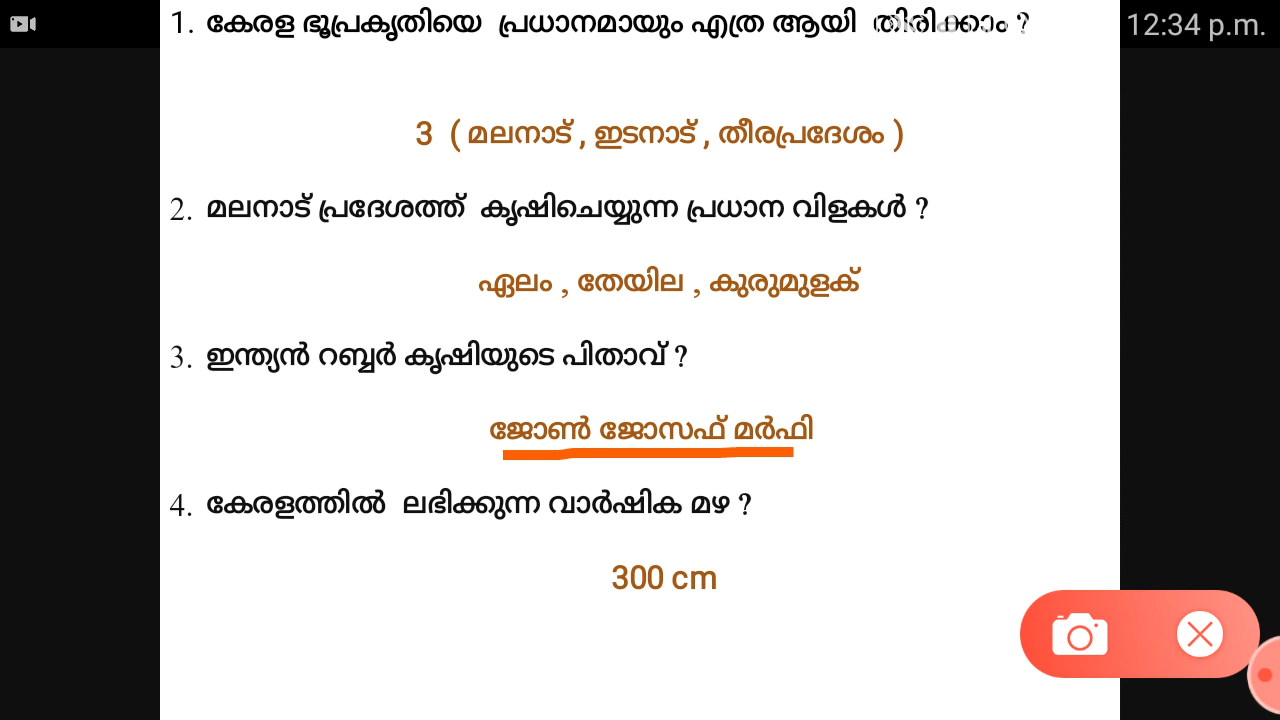 12:34 p.m.
1. കേരള ഭൂപ്രകൃതിയെ പ്രധാനമായും എത്ര ആയി തിരിക്കാം ?
3 ( മലനാട് , ഇടനാട് , തീരപ്രദേശം )
2. മലനാട് പ്രദേശത്ത് കൃഷിചെയ്യുന്ന പ്രധാന വിളകൾ ?
ഏലം , തേയില , കുരുമുളക്
3. ഇന്ത്യൻ റബ്ബർ കൃഷിയുടെ പിതാവ് ?
ജോൺ ജോസഫ് മർഫി
4. കേരളത്തിൽ ലഭിക്കുന്ന വാർഷിക മഴ ?
300 cm